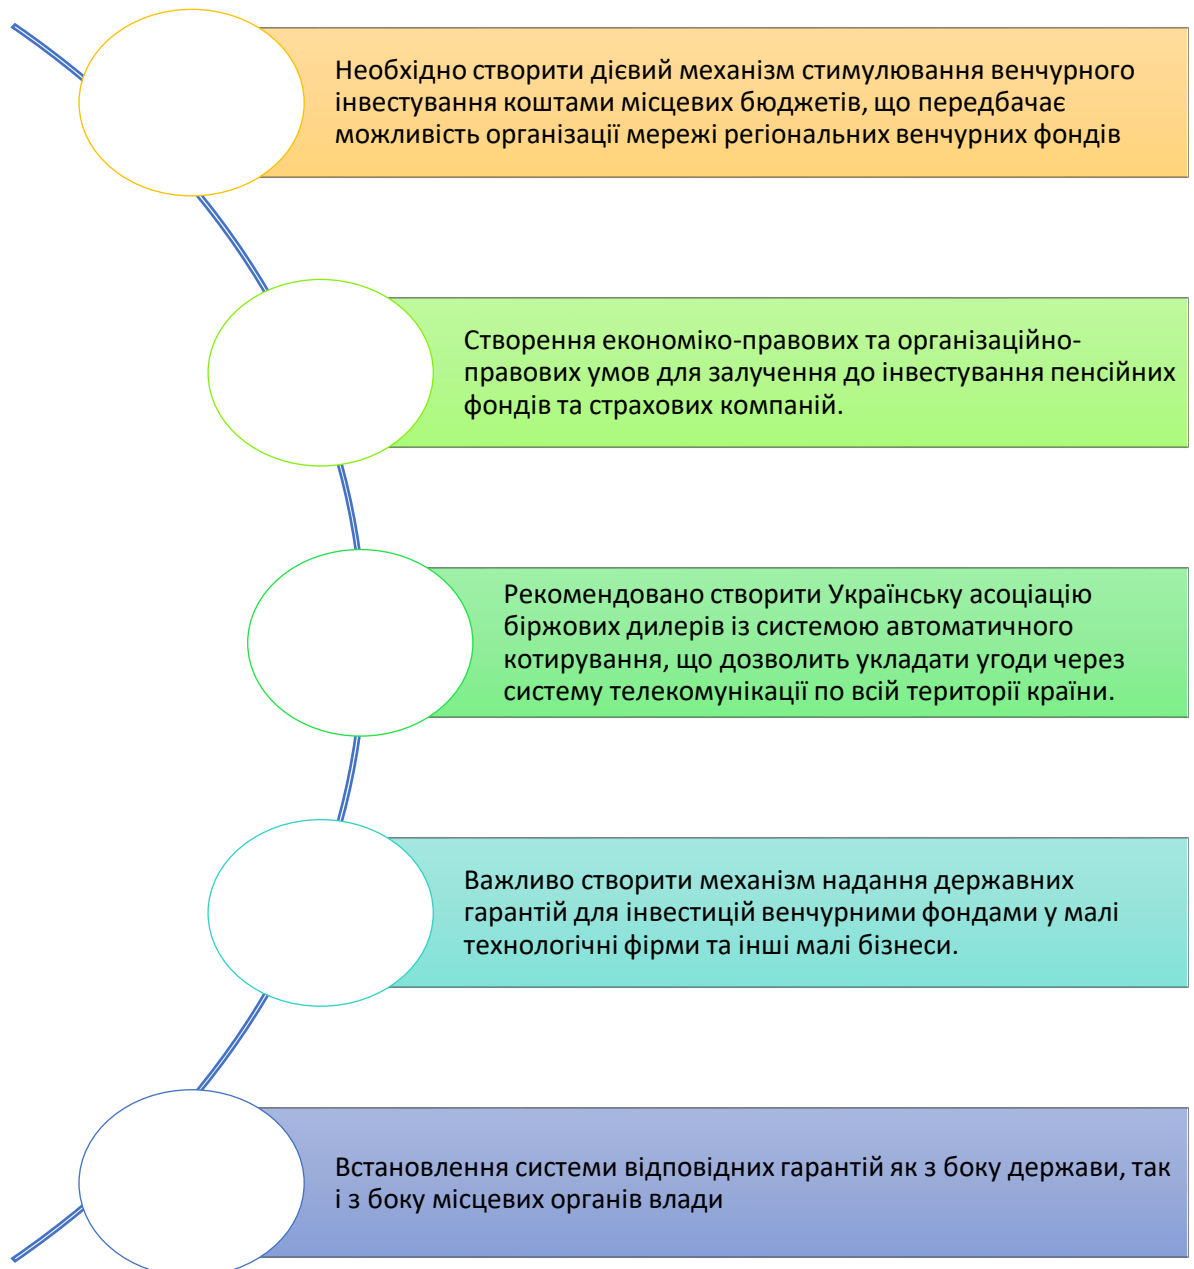 Необхідно створити дієвий механізм стимулювання венчурного
інвестування коштами місцевих бюджетів, що передбачає
можливість організації мережі регіональних венчурних фондів
Створення економіко-правових та організаційно-
правових умов для залучення до інвестування пенсійних
фондів та страхових компаній.
Рекомендовано створити Українську асоціацію
біржових дилерів із системою автоматичного
котирування, що дозволить укладати угоди через
систему телекомунікації по всій території країни.
Важливо створити механізм надання державних
гарантій для інвестицій венчурними фондами у малі
технологічні фірми та інші малі бізнеси.
Встановлення системи відповідних гарантій як з боку держави, так
і з боку місцевих органів влади